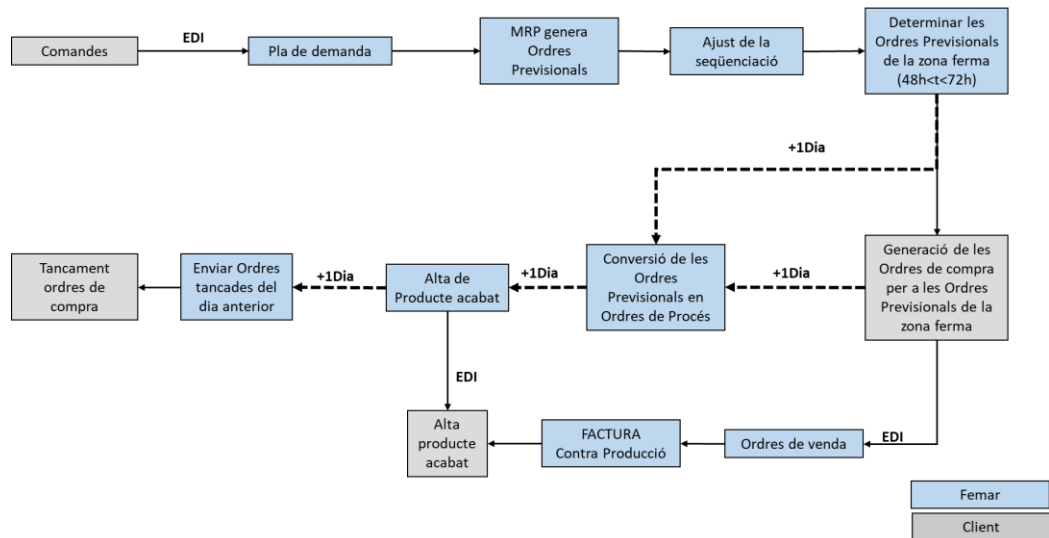 Comandes
EDI
Pla de demanda
MRP genera
Ordres
Previsionals
Ajust de la
seqüenciació
Determinar les
Ordres Previsionals
de la zona ferma
(48h<t<72h)
+1Dia
Tancament
ordres de
compra
Enviar Ordres
tancades del
dia anterior
+1Dia
Alta de
Producte acabat
+1Dia
Conversió de les
Ordres
Previsionals en
Ordres de Procés
+1Dia
Generació de les
Ordres de compra
per a les Ordres
Previsionals de la
zona ferma
EDI
Alta
producte
acabat
FACTURA
Contra Producció
Ordres de venda
EDI
Femar
Client